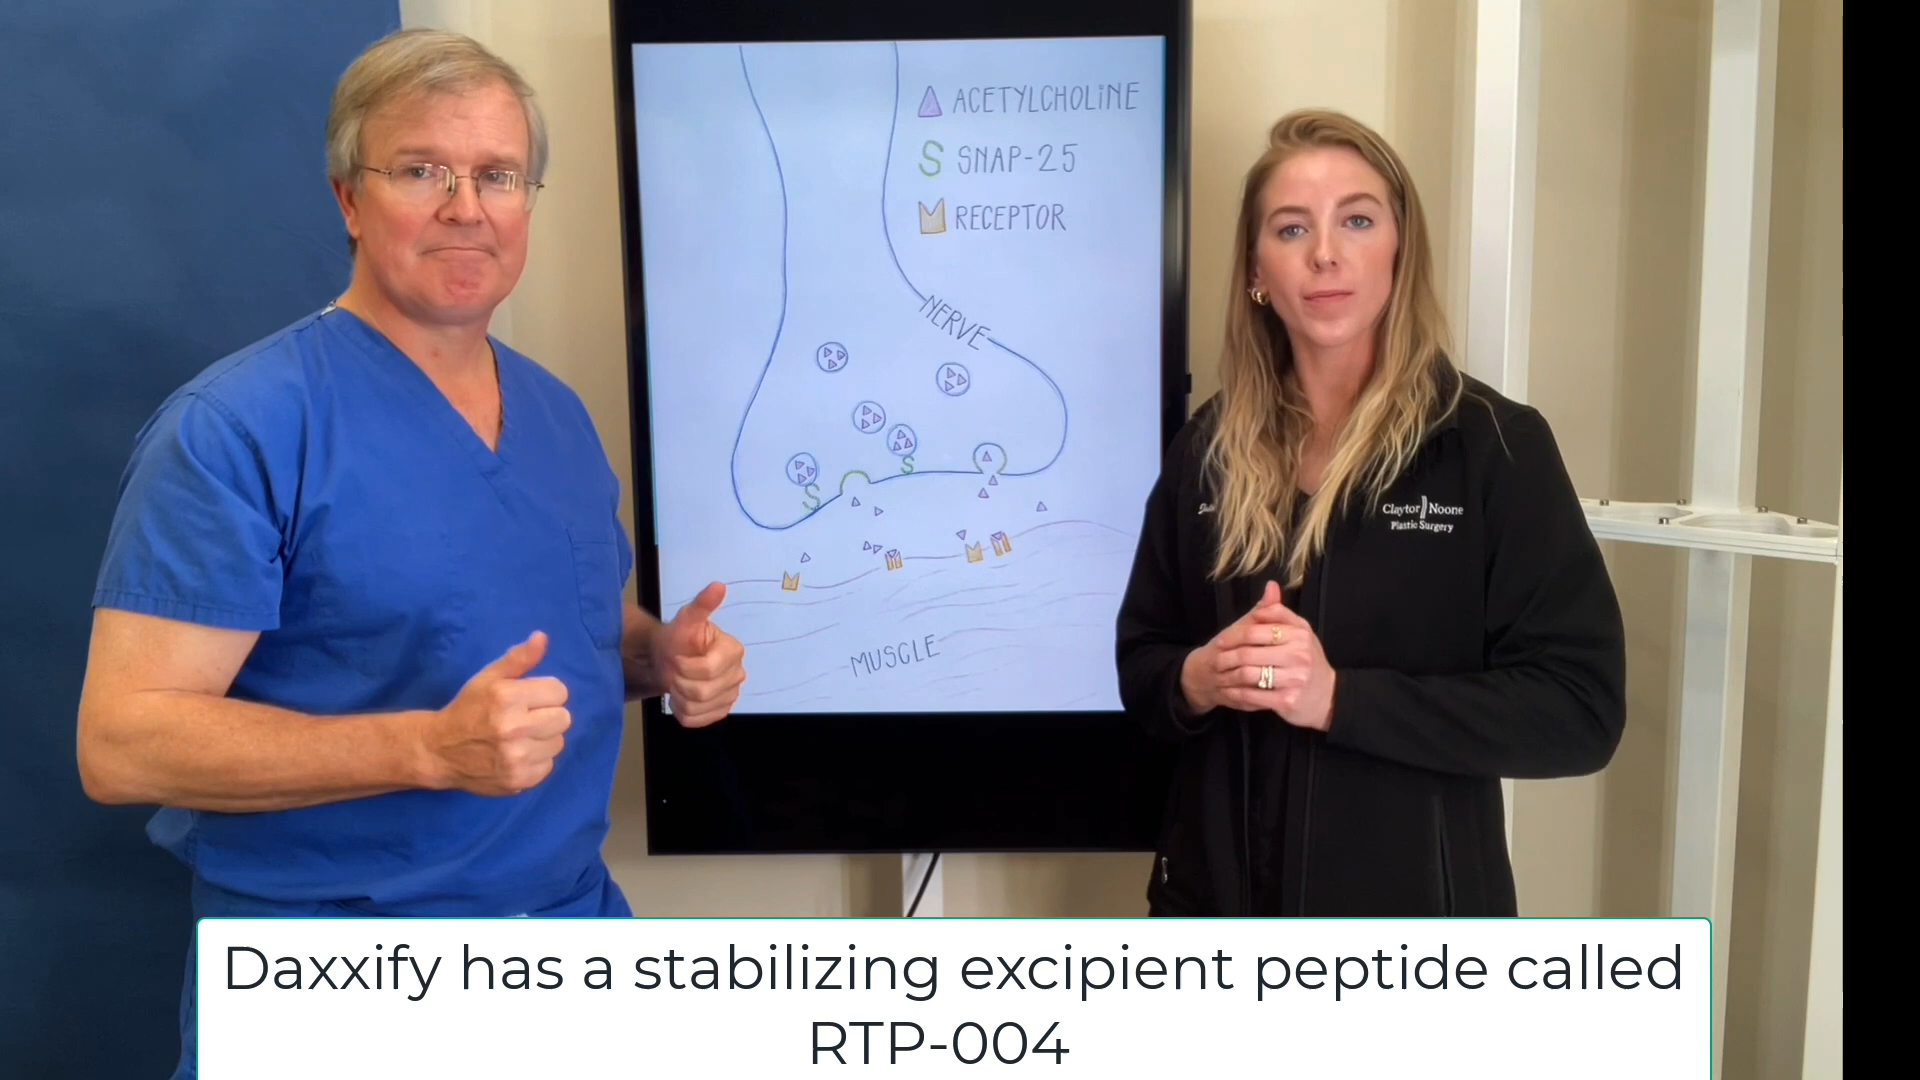 ACETYLCHOLINE
SNAP-25
RECEPTOR
NERVE
MUSCLE
Claytor Noone
Plastic Surgery
Daxxify has a stabilizing excipient peptide called
RTP-004